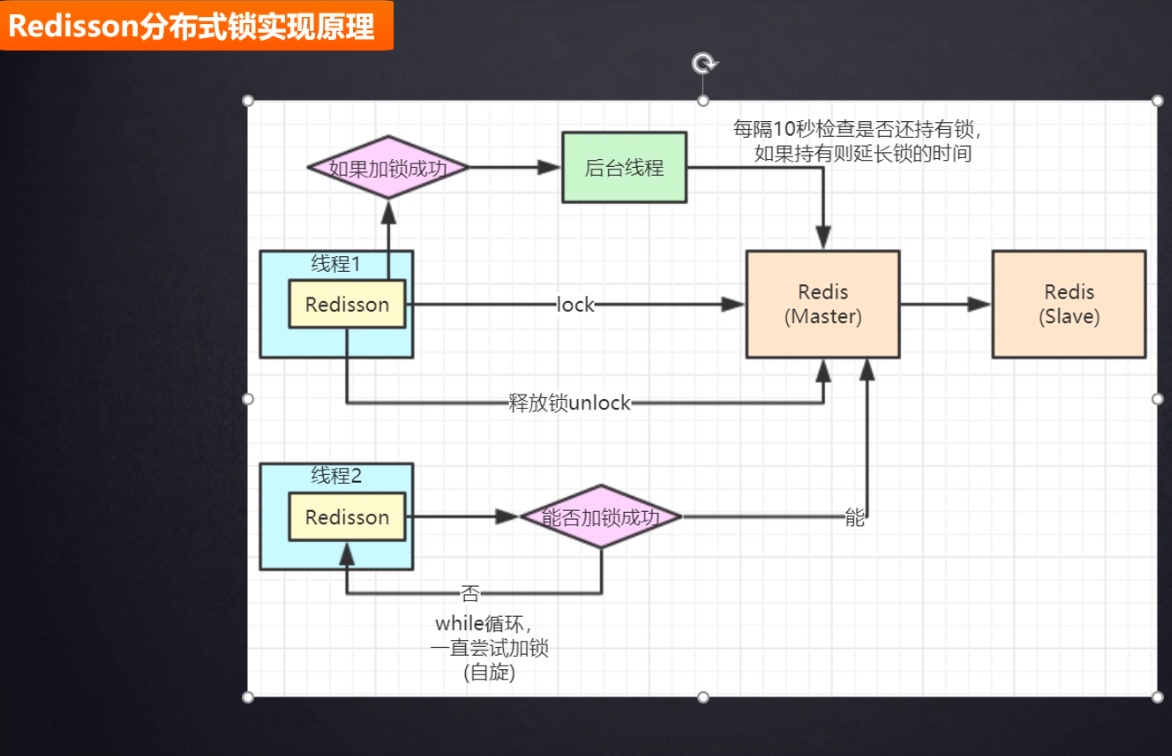 Redisson分布式锁实现原理
每隔10秒检查是否还持有锁，
如果持有则延长锁的时间
如果加锁成功
后台线程
线程1
Redisson
lock
Redis
(Master)
Redis
(Slave)
释放锁unlock
线程2
Redisson
能否加锁成功
能
否
while循环，
一直尝试加锁
(自旋)